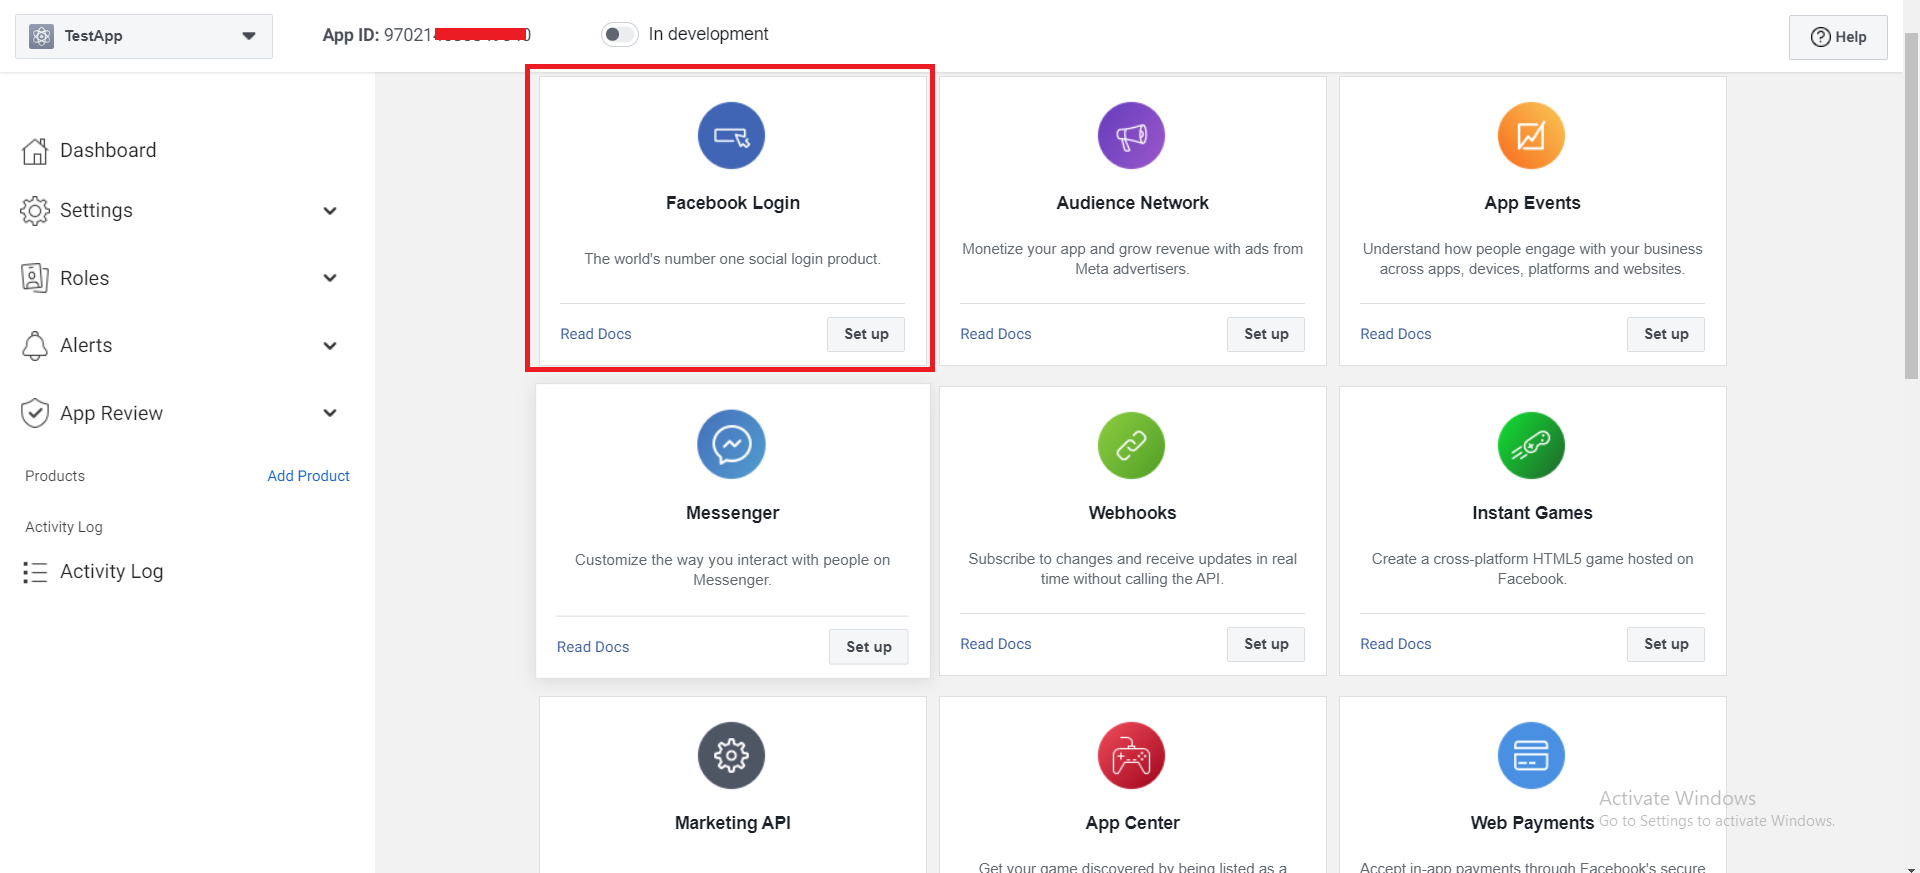 TestApp
App ID: 97021
In development
Help
Dashboard
Settings
Roles
Alerts
App Review
Products
Add Product
Activity Log
Activity Log
Facebook Login
The world's number one social login product.
Read Docs
Set up
Audience Network
Monetize your app and grow revenue with ads from
Meta advertisers.
Read Docs
Set up
App Events
Understand how people engage with your business
across apps, devices, platforms and websites.
Read Docs
Set up
Messenger
Customize the way you interact with people on
Messenger.
Read Docs
Set up
Webhooks
Subscribe to changes and receive updates in real
time without calling the API.
Read Docs
Set up
Instant Games
Create a cross-platform HTML5 game hosted on
Facebook.
Read Docs
Set up
Marketing API
App Center
Get your game discovered by being listed as a
Web Payments
Accept in-app payments through Facebook's secure
Activate Windows
Go to Settings to activate Windows.